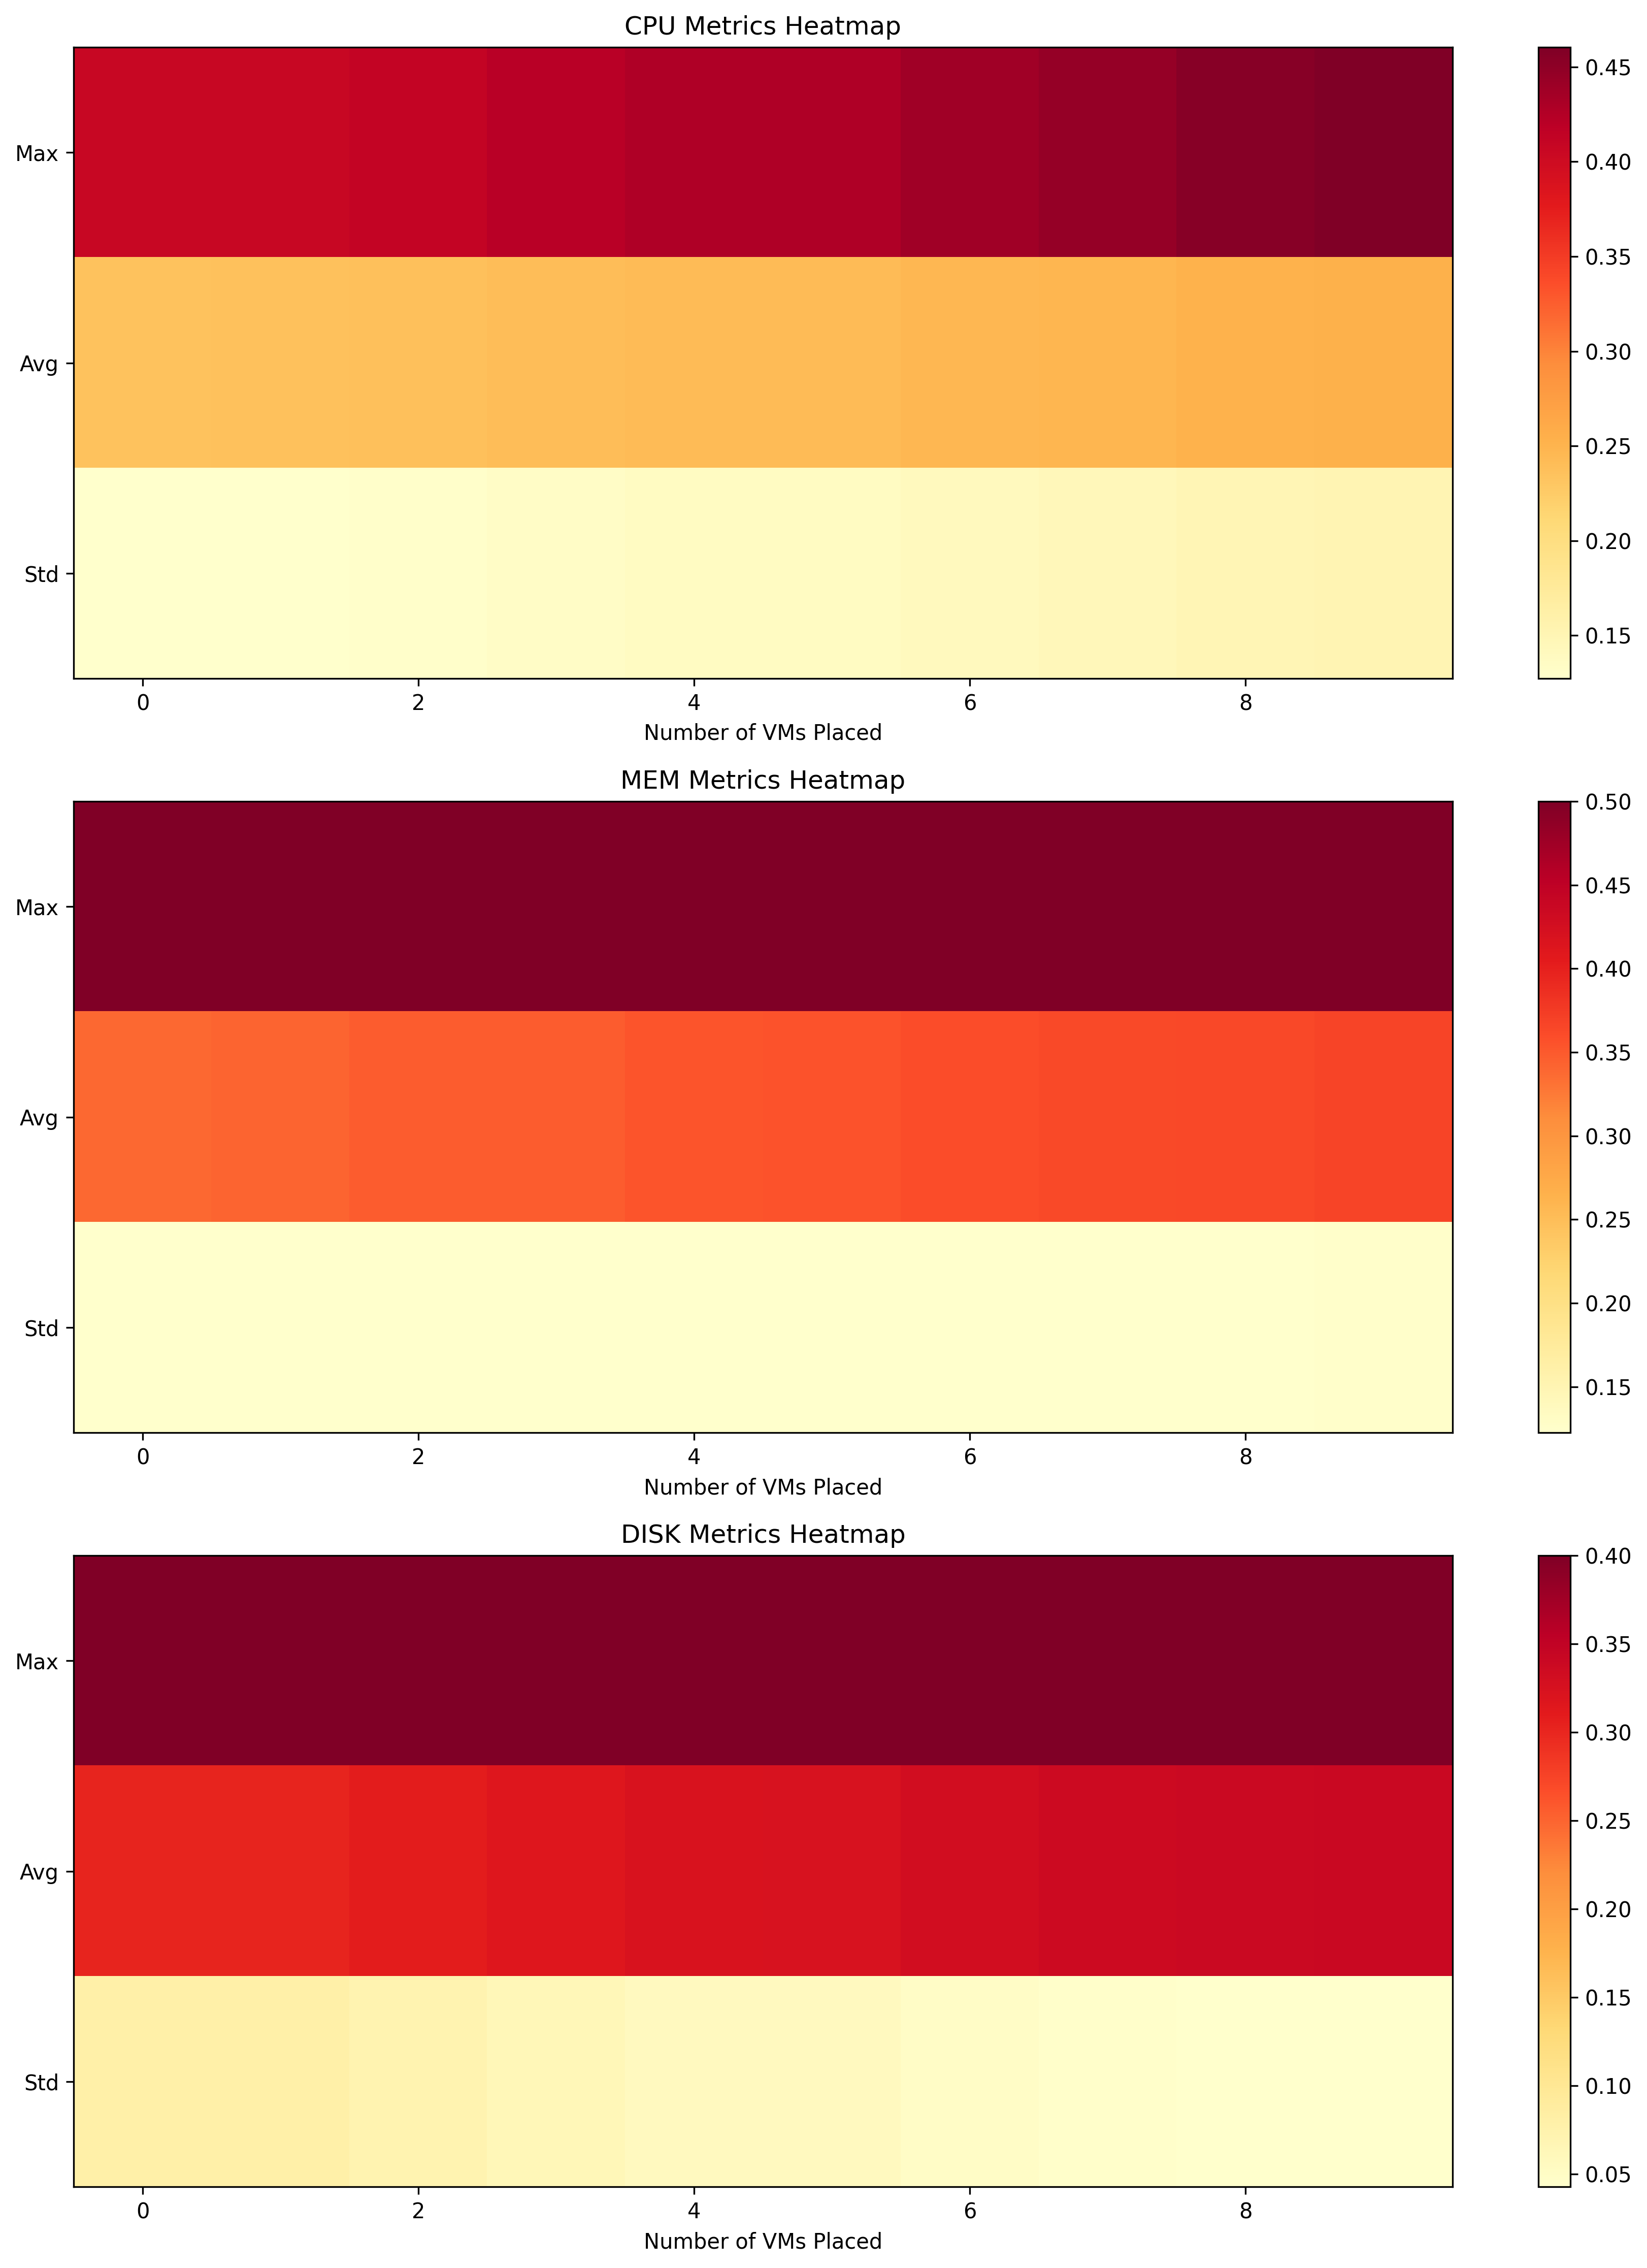 CPU Metrics Heatmap
Max
Avg
Std
0 2 4 6 8
Number of VMs Placed
0.45
0.40
0.35
0.30
0.25
0.20
0.15
MEM Metrics Heatmap
Max
Avg
Std
0 2 4 6 8
Number of VMs Placed
0.50
0.45
0.40
0.35
0.30
0.25
0.20
0.15
DISK Metrics Heatmap
Max
Avg
Std
0 2 4 6 8
Number of VMs Placed
0.40
0.35
0.30
0.25
0.20
0.15
0.10
0.05